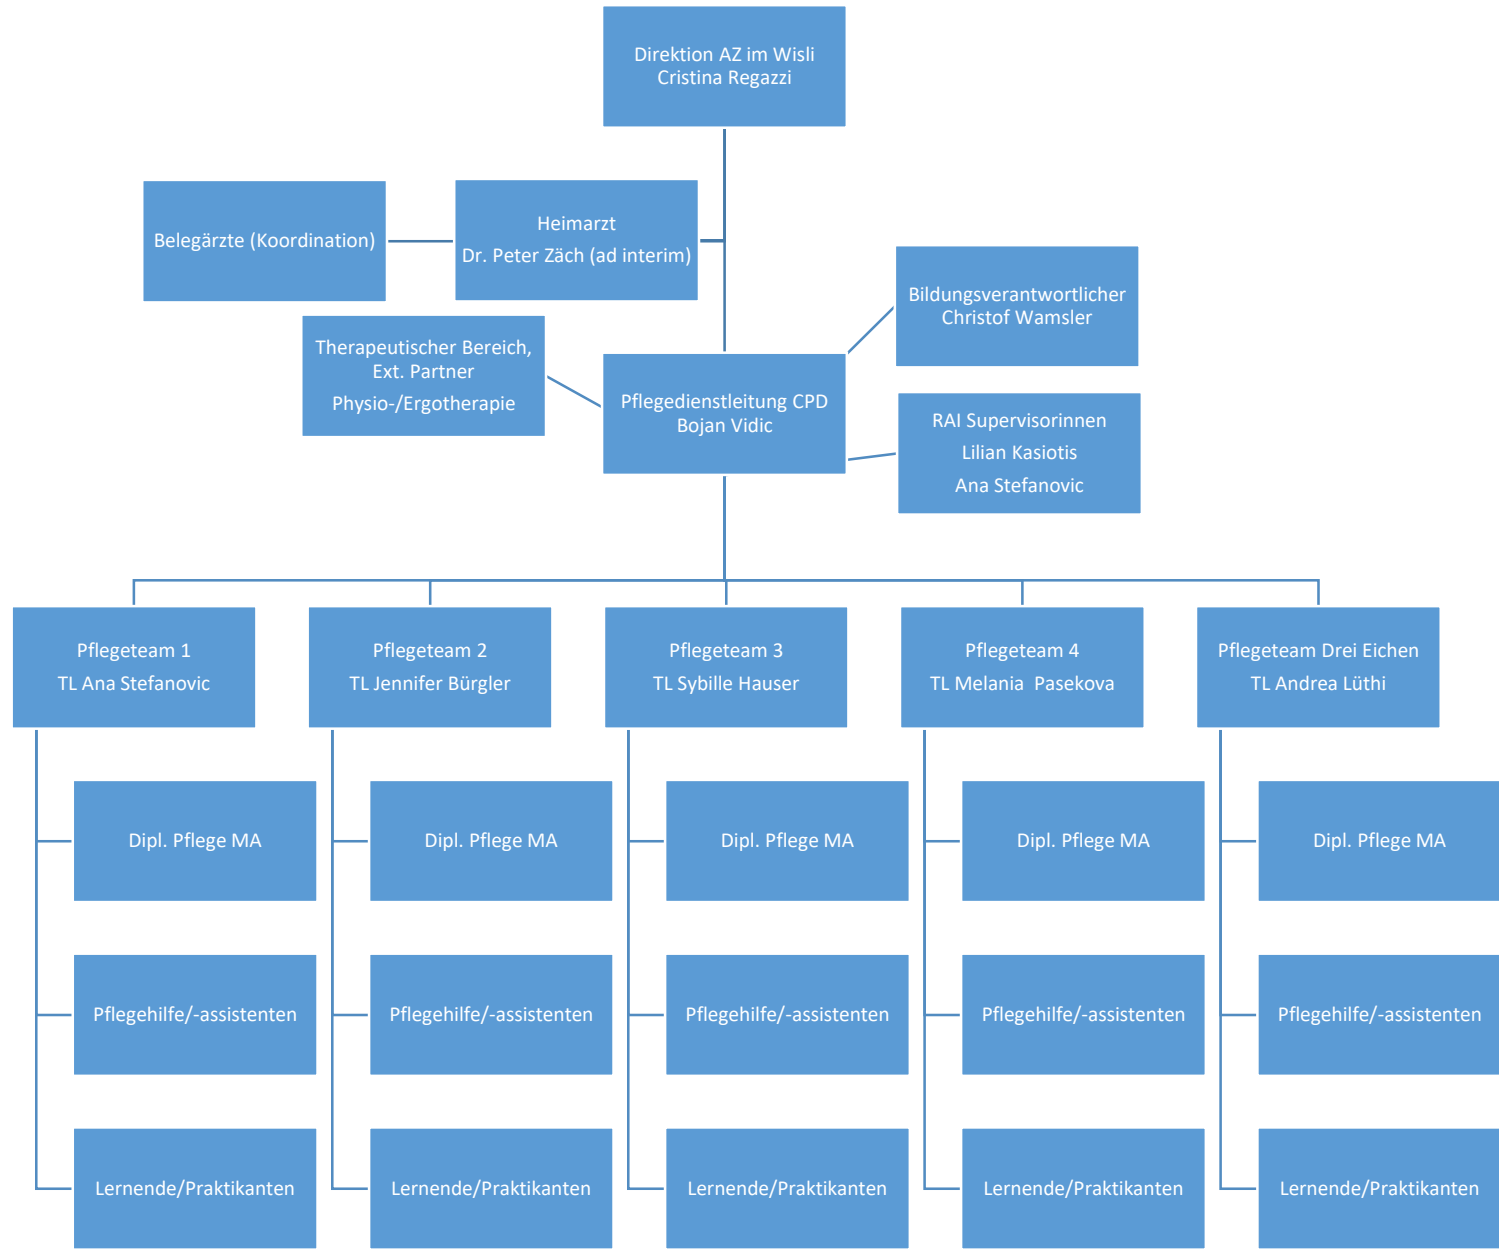 Direktion AZ im Wisli
Cristina Regazzi
Belegärzte (Koordination)
Heimarzt
Dr. Peter Zäch (ad interim)
Bildungsverantwortlicher
Christof Wamsler
Therapeutischer Bereich,
Ext. Partner
Physio-/Ergotherapie
Pflegedienstleitung CPD
Bojan Vidic
RAI Supervisorinnen
Lilian Kasiotis
Ana Stefanovic
Pflegeteam 1
TL Ana Stefanovic
Pflegeteam 2
TL Jennifer Bürgler
Pflegeteam 3
TL Sybille Hauser
Pflegeteam 4
TL Melania  Pasekova
Pflegeteam Drei Eichen
TL Andrea Lüthi
Dipl. Pflege MA
Dipl. Pflege MA
Dipl. Pflege MA
Dipl. Pflege MA
Dipl. Pflege MA
Pflegehilfe/-assistenten
Pflegehilfe/-assistenten
Pflegehilfe/-assistenten
Pflegehilfe/-assistenten
Pflegehilfe/-assistenten
Lernende/Praktikanten
Lernende/Praktikanten
Lernende/Praktikanten
Lernende/Praktikanten
Lernende/Praktikanten